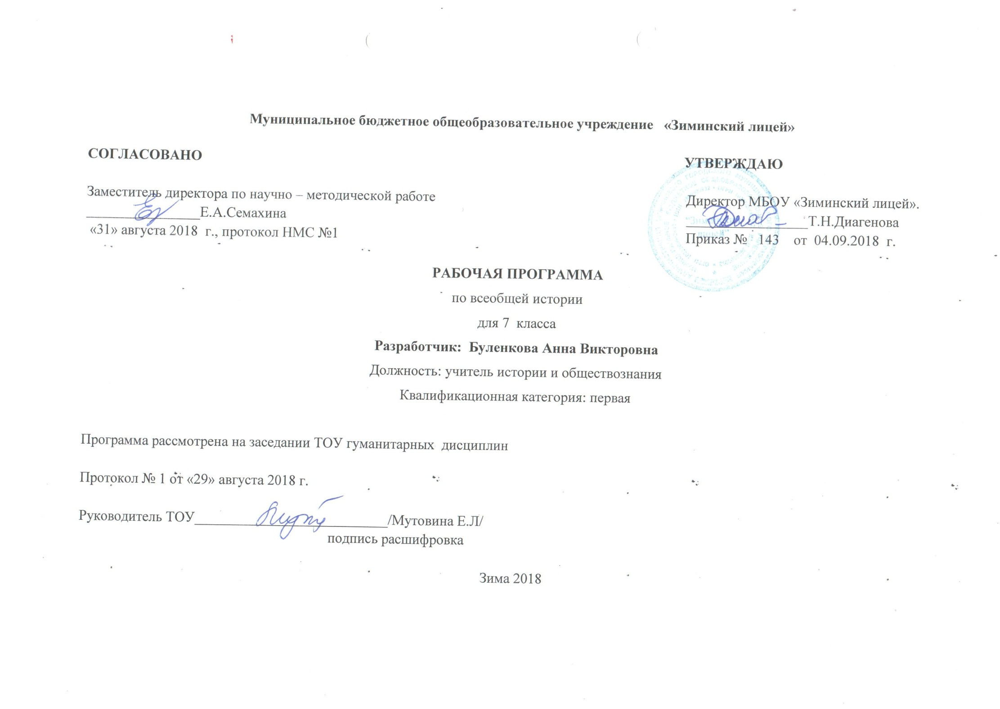 Муниципальное бюджетное общеобразовательное учреждение «Зиминский лицей»
СОГЛАСОВАНО
Заместитель директора по научно – методической работе
____________Е.А.Семахина
«31» августа 2018 г., протокол НМС №1
УТВЕРЖДАЮ
Директор МБОУ «Зиминский лицей».
____________Т.Н.Диагенова
Приказ № 143 от 04.09.2018 г.
РАБОЧАЯ ПРОГРАММА
по всеобщей истории
для 7 класса
Разработчик: Буленкова Анна Викторовна
Должность: учитель истории и обществознания
Квалификационная категория: первая
Программа рассмотрена на заседании ТОУ гуманитарных дисциплин
Протокол № 1 от «29» августа 2018 г.
Руководитель ТОУ____________/Мутовина Е.Л/
подпись расшифровка
Зима 2018